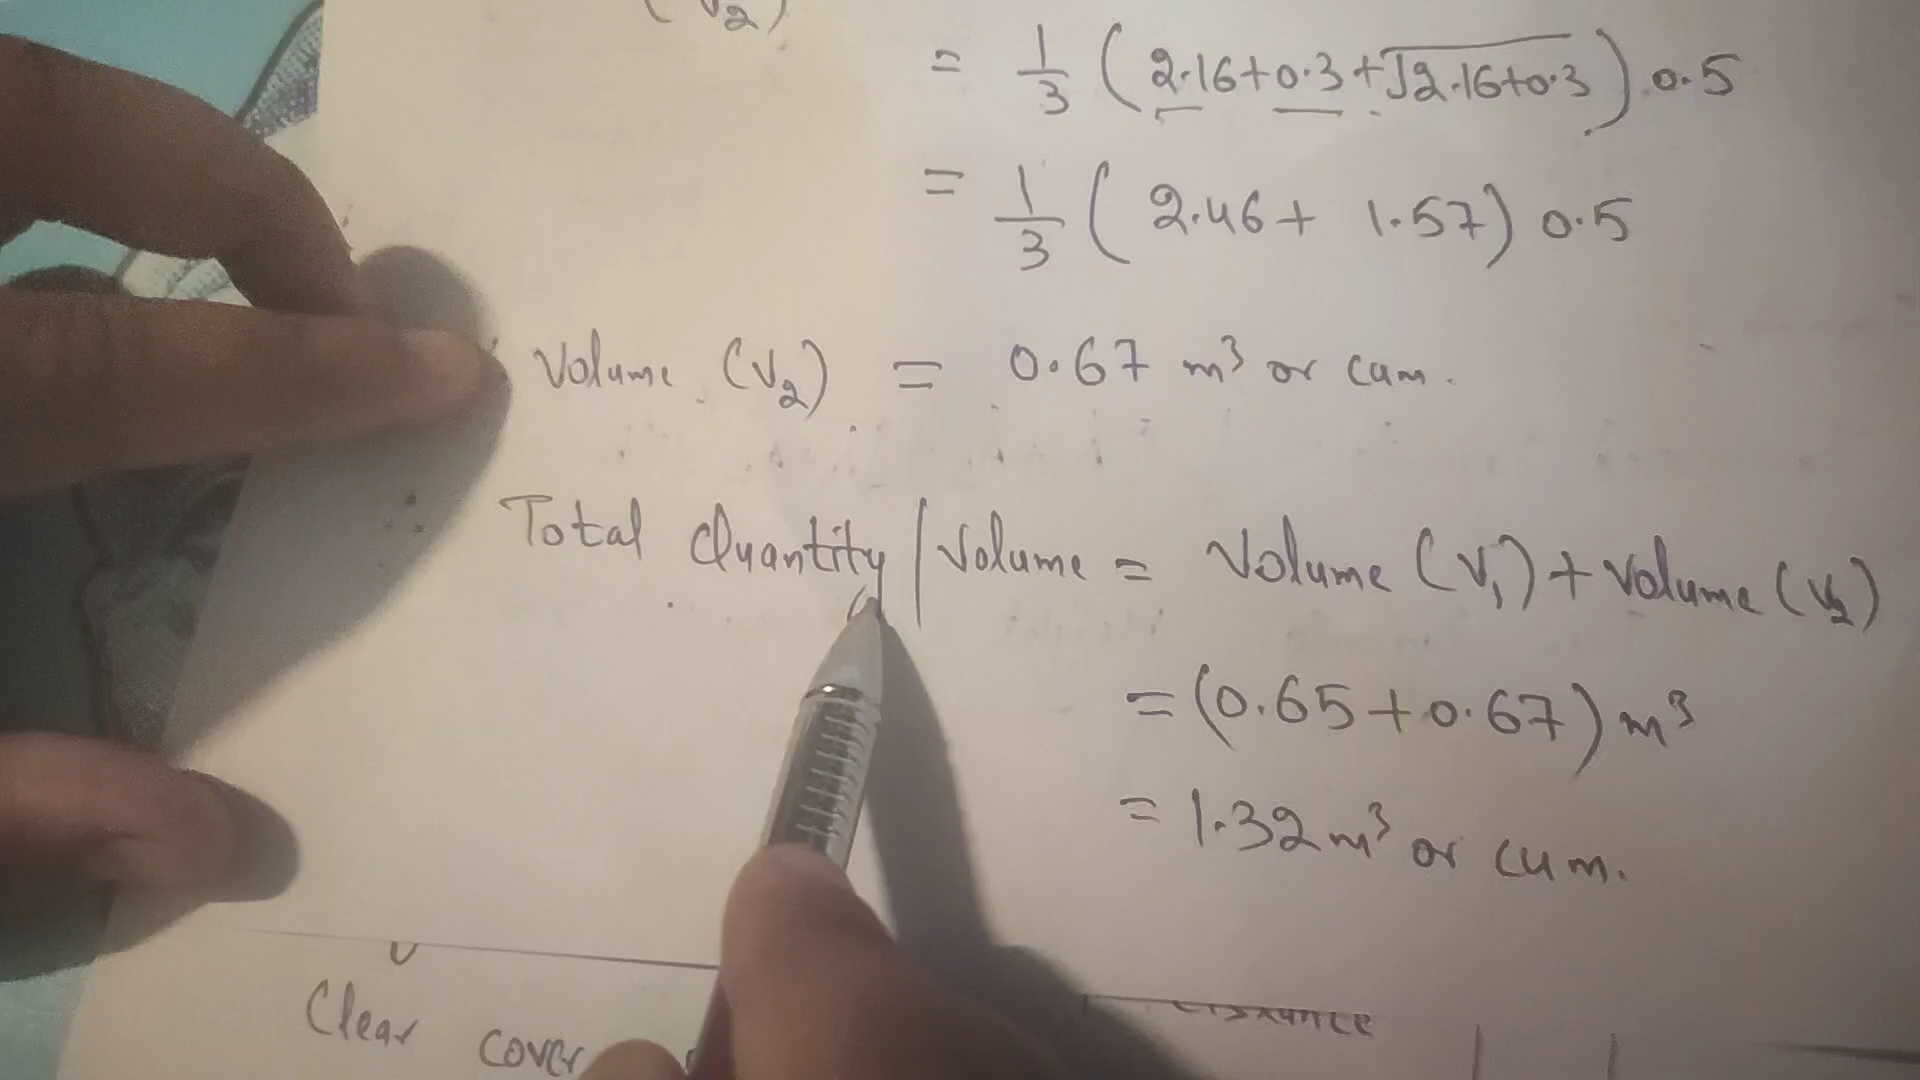 (V2)
= 1/3 (2.16+0.3+√2.16+0.3) 0.5
= 1/3 (2.46+ 1.57) 0.5
Volume (V2) = 0.67 m³ or cum.
Total Quantity / Volume = Volume (V1) + Volume (V2)
= (0.65+0.67) m³
= 1.32 m³ or cum.
Clear cover